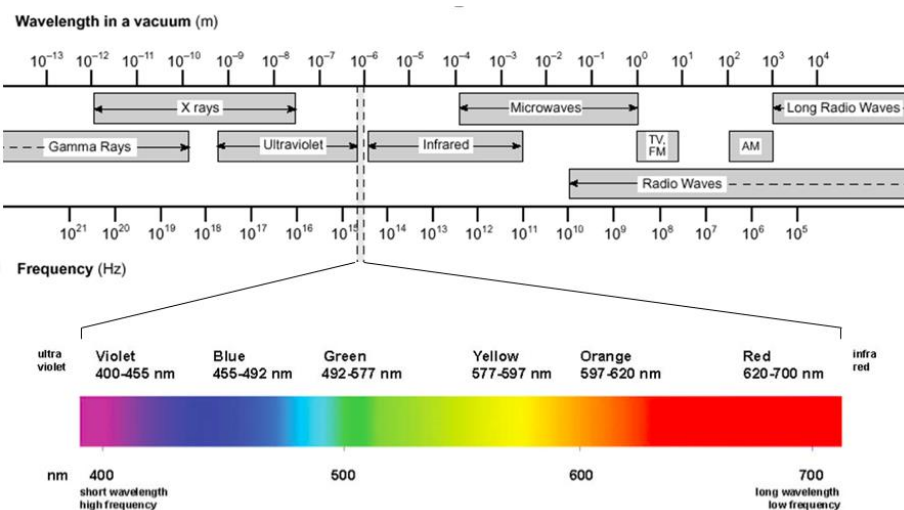 Wavelength in a vacuum (m)
10⁻¹³ 10⁻¹² 10⁻¹¹ 10⁻¹⁰ 10⁻⁹ 10⁻⁸ 10⁻⁷ 10⁻⁶ 10⁻⁵ 10⁻⁴ 10⁻³ 10⁻² 10⁻¹ 10⁰ 10¹ 10² 10³ 10⁴
X rays Microwaves Long Radio Waves
Gamma Rays Ultraviolet Infrared TV, AM
FM
Radio Waves
10²¹ 10²⁰ 10¹⁹ 10¹⁸ 10¹⁷ 10¹⁶ 10¹⁵ 10¹⁴ 10¹³ 10¹² 10¹¹ 10¹⁰ 10⁹ 10⁸ 10⁷ 10⁶ 10⁵
Frequency (Hz)
ultra Violet Blue Green Yellow Orange Red infra
violet 400-455 nm 455-492 nm 492-577 nm 577-597 nm 597-620 nm 620-700 nm red
nm 400 500 600 700
short wavelength long wavelength
high frequency low frequency